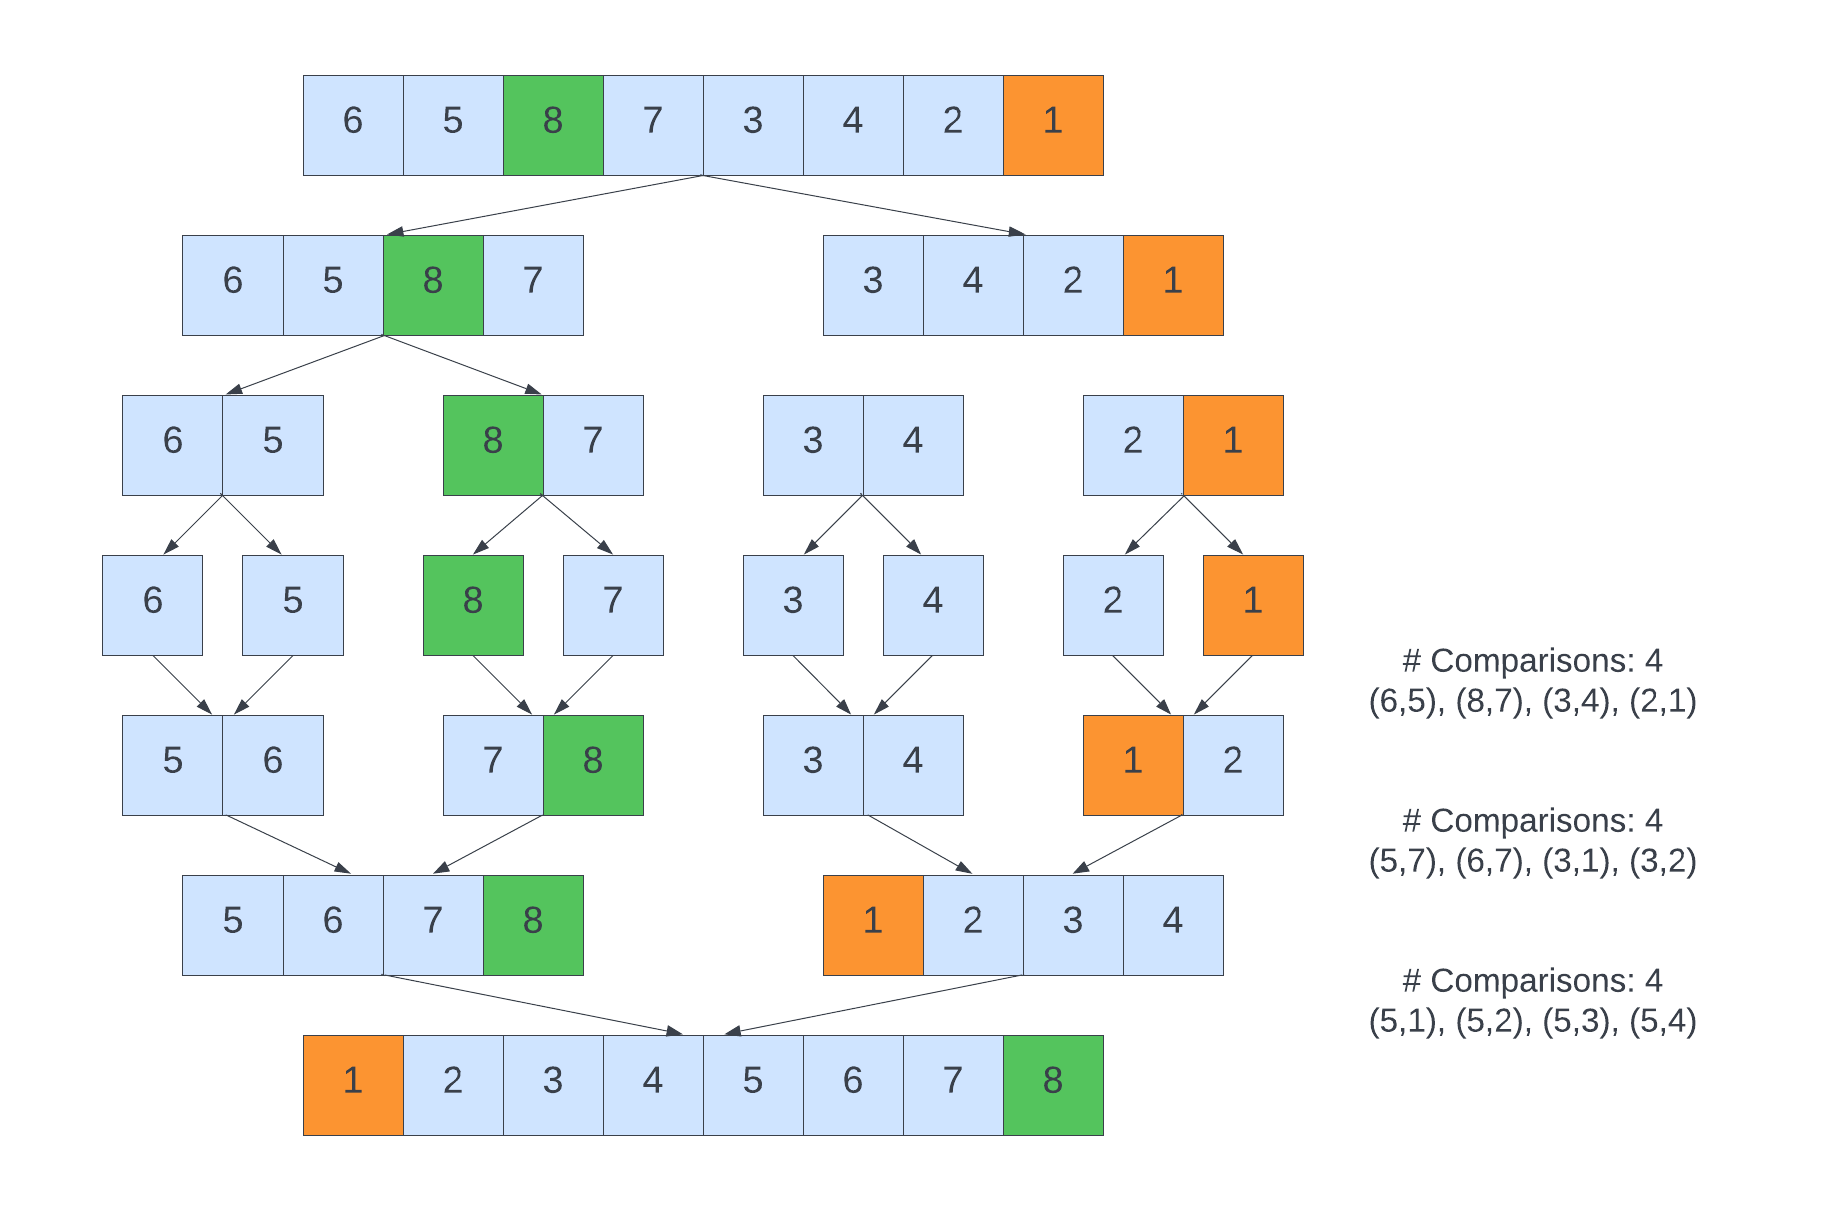 6 5 8 7 3 4 2 1
6 5 8 7 3 4 2 1
6 5 8 7 3 4 2 1
6 5 8 7 3 4 2 1
# Comparisons: 4
(6,5), (8,7), (3,4), (2,1)
5 6 7 8 3 4 1 2
# Comparisons: 4
(5,7), (6,7), (3,1), (3,2)
5 6 7 8 1 2 3 4
# Comparisons: 4
(5,1), (5,2), (5,3), (5,4)
1 2 3 4 5 6 7 8